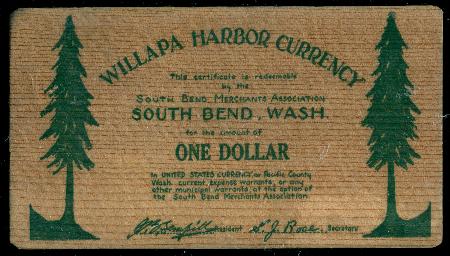 WILLAPA HARBOR CURRENCY
This certificate is redeemable
by the
SOUTH BEND MERCHANTS ASSOCIATION
SOUTH BEND, WASH.
for the amount of
ONE DOLLAR
In UNITED STATES CURRENCY, or Pacific County
Wash. current, expense warrants, or any
other municipal warrants at the option of
the South Bend Merchants Association.
President S. J. Secretary